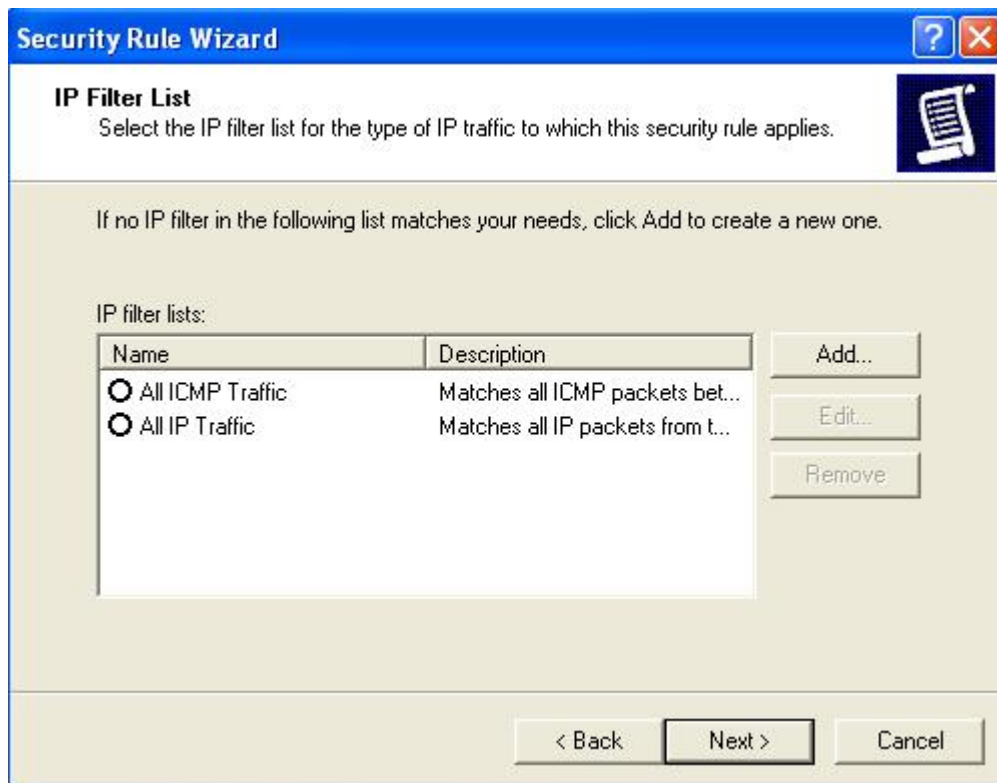 Security Rule Wizard
IP Filter List
Select the IP filter list for the type of IP traffic to which this security rule applies.
If no IP filter in the following list matches your needs, click Add to create a new one.
IP filter lists:
Name Description
All ICMP Traffic Matches all ICMP packets bet...
All IP Traffic Matches all IP packets from t...
Add...
Edit...
Remove
< Back Next > Cancel